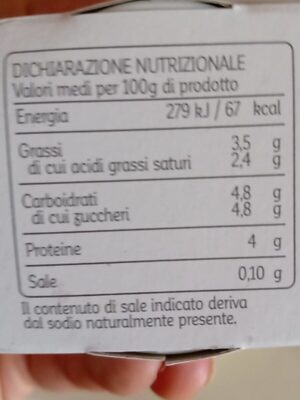 DICHIARAZIONE NUTRIZIONALE
Valori medi per 100g di prodotto
Energia 279 kJ / 67 kcal
Grassi 3,5 g
di cui acidi grassi saturi 2,4 g
Carboidrati 4,8 g
di cui zuccheri 4,8 g
Proteine 4 g
Sale 0,10 g
Il contenuto di sale indicato deriva
dal sodio naturalmente presente.